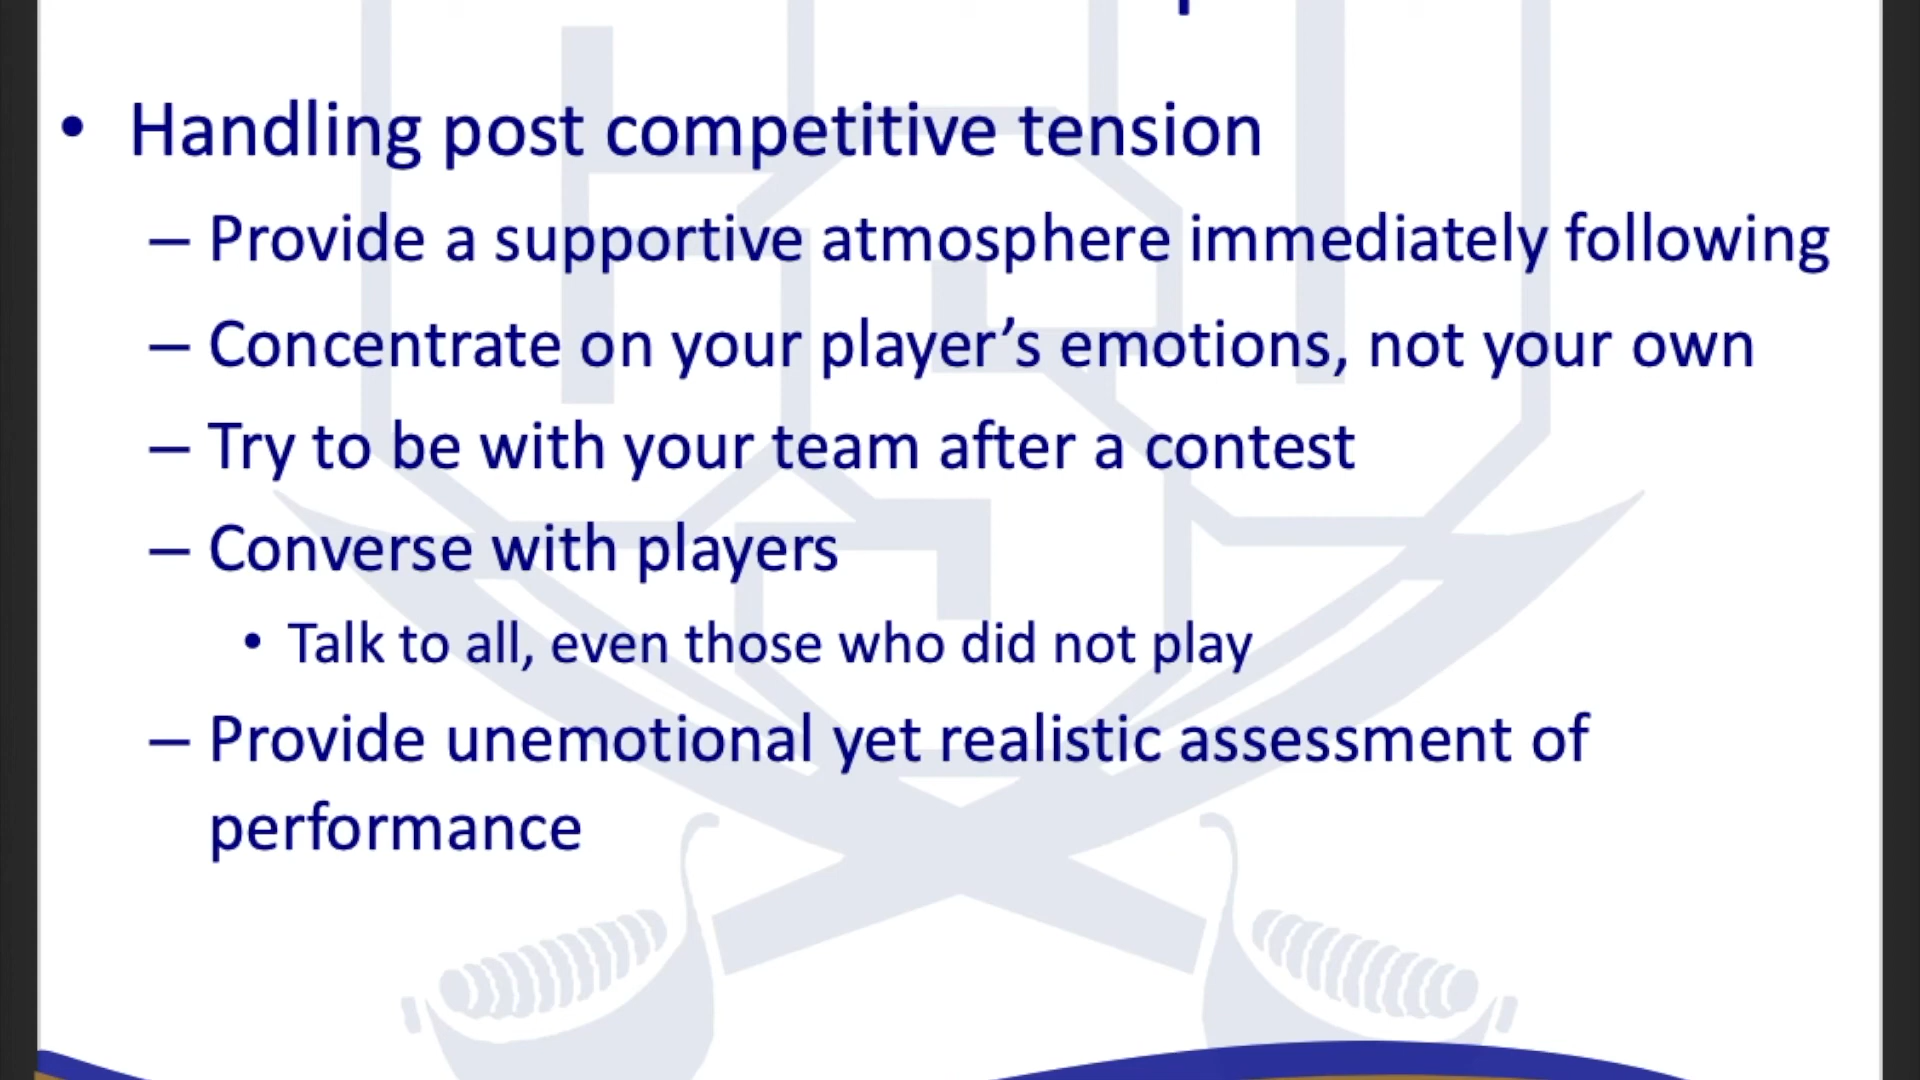 • Handling post competitive tension
– Provide a supportive atmosphere immediately following
– Concentrate on your player’s emotions, not your own
– Try to be with your team after a contest
– Converse with players
• Talk to all, even those who did not play
– Provide unemotional yet realistic assessment of
performance